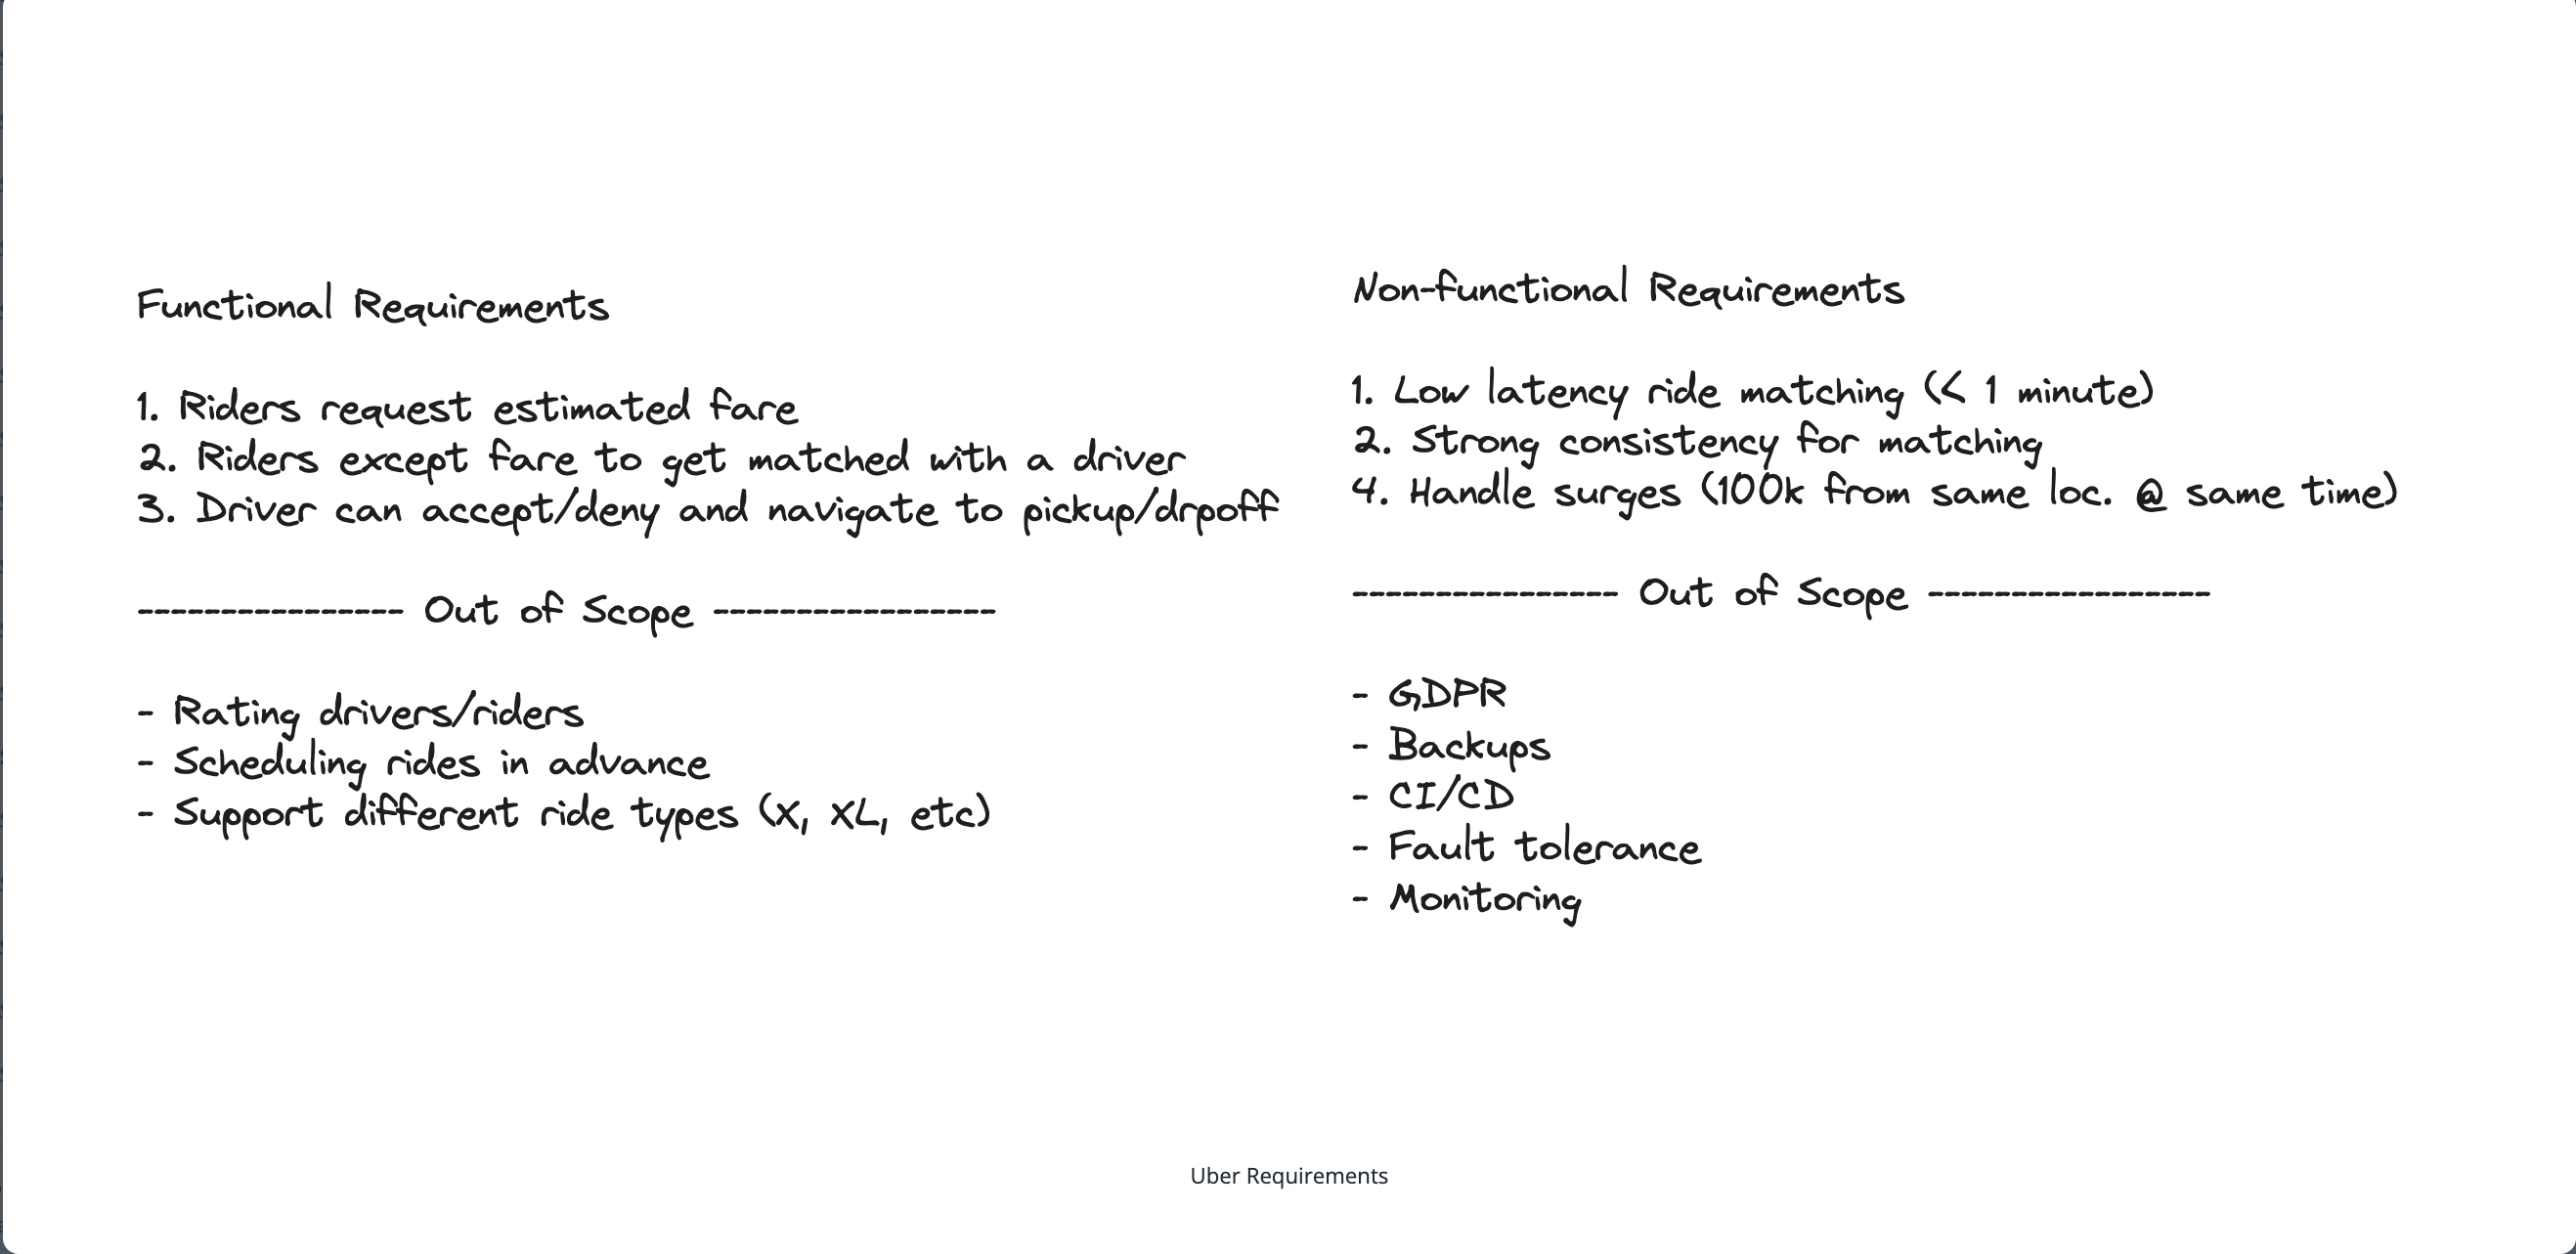 Functional Requirements
1. Riders request estimated fare
2. Riders except fare to get matched with a driver
3. Driver can accept/deny and navigate to pickup/drpoff
--------------- Out of Scope ----------------
- Rating drivers/riders
- Scheduling rides in advance
- Support different ride types (X, XL, etc)
Non-functional Requirements
1. Low latency ride matching (< 1 minute)
2. Strong consistency for matching
4. Handle surges (100k from same loc. @ same time)
--------------- Out of Scope ----------------
- GDPR
- Backups
- CI/CD
- Fault tolerance
- Monitoring
Uber Requirements